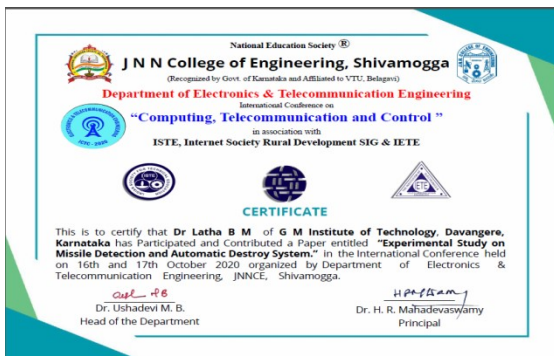 National Education Society ®
J N N College of Engineering, Shivamogga
(Recognized by Govt. of Karnataka and Affiliated to VTU, Belagavi)
Department of Electronics & Telecommunication Engineering
International Conference on
“Computing, Telecommunication and Control ”
in association with
ISTE, Internet Society Rural Development SIG & IETE
IETE
CERTIFICATE
This is to certify that Dr Latha B M of G M Institute of Technology, Davangere,
Karnataka has Participated and Contributed a Paper entitled “Experimental Study on
Missile Detection and Automatic Destroy System.” in the International Conference held
on 16th and 17th October 2020 organized by Department of Electronics &
Telecommunication Engineering, JNNCE, Shivamogga.
Dr. Ushadevi M. B.
Head of the Department
Dr. H. R. Mahadevaswamy
Principal